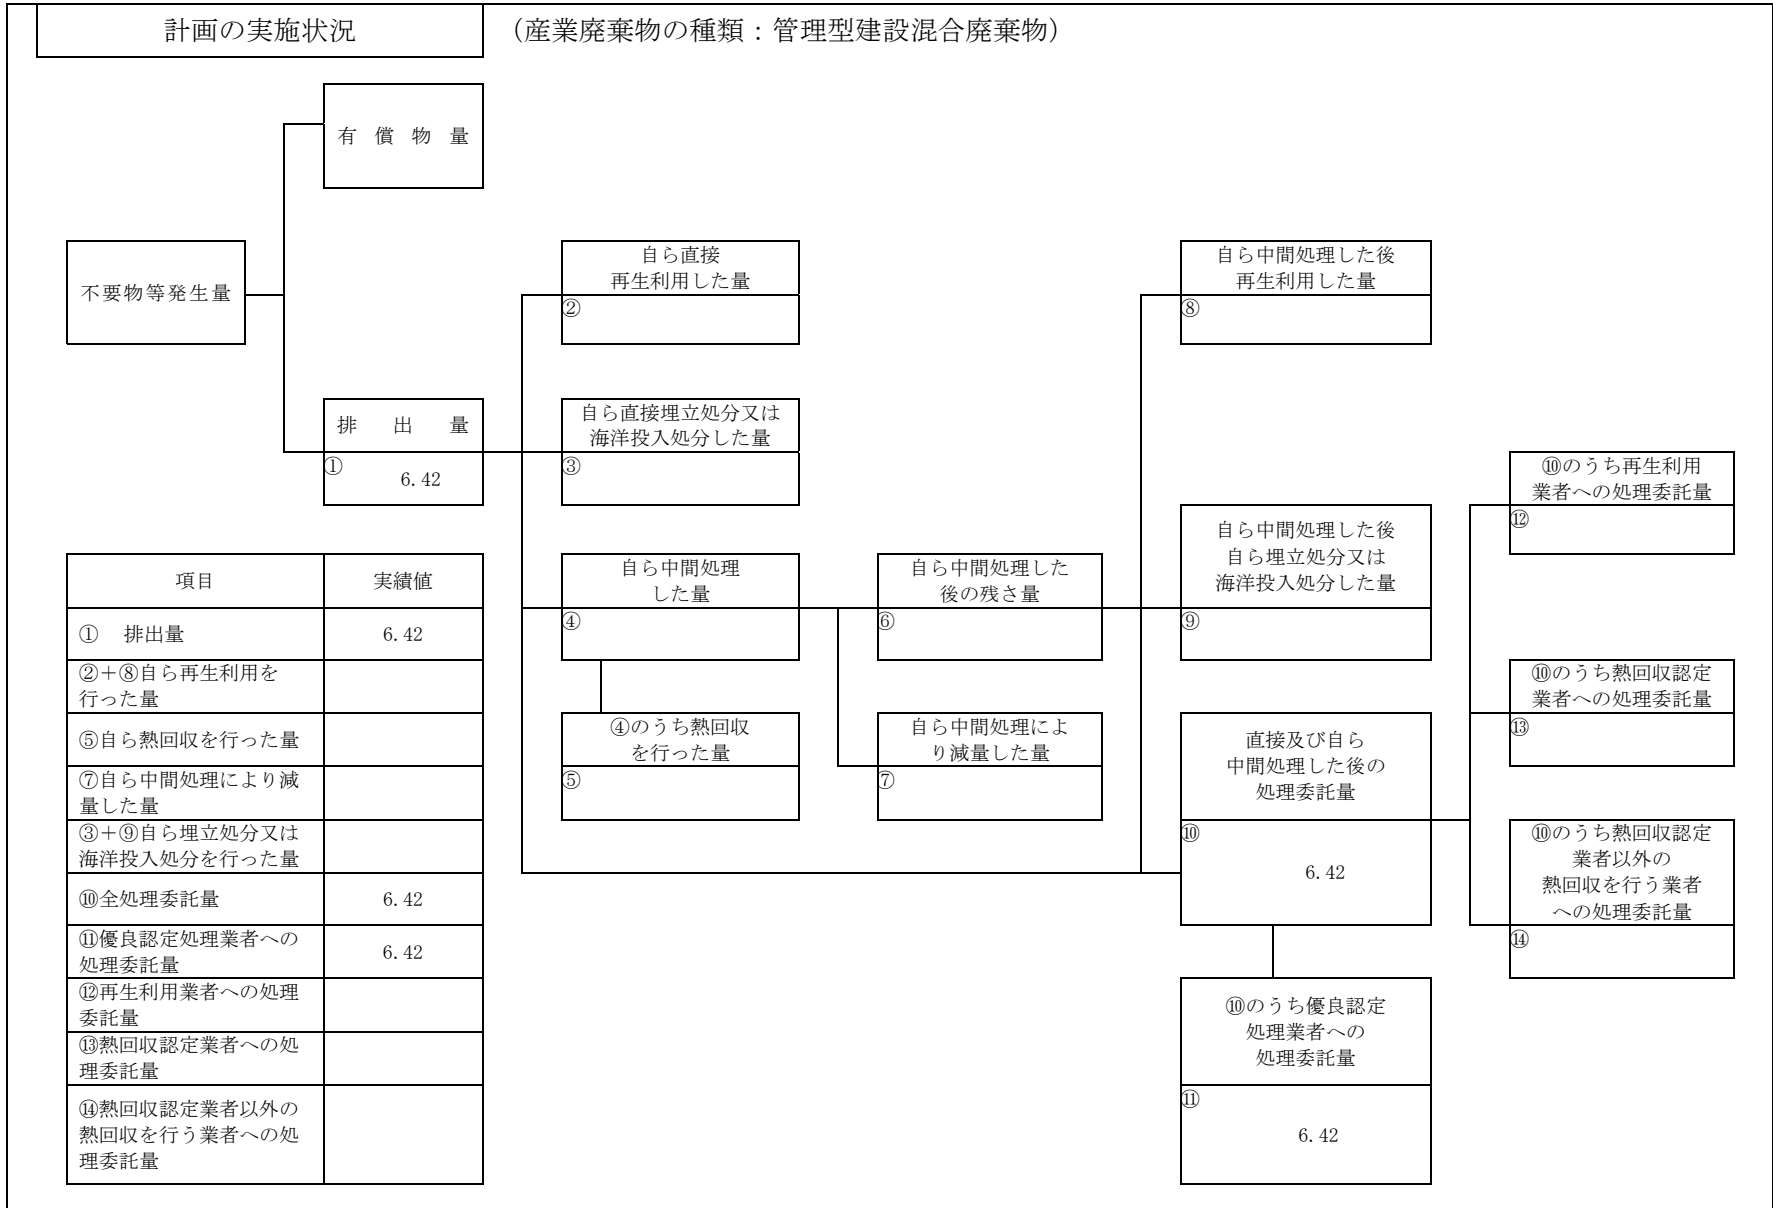 計画の実施状況
（産業廃棄物の種類：管理型建設混合廃棄物）
有償物量
不要物等発生量
自ら直接
再生利用した量
②
自ら中間処理した後
再生利用した量
⑧
排出量
①
6.42
自ら直接埋立処分又は
海洋投入処分した量
③
⑩のうち再生利用
業者への処理委託量
⑫
自ら中間処理した後
自ら埋立処分又は
海洋投入処分した量
⑨
自ら中間処理
した量
④
自ら中間処理した
後の残さ量
⑥
⑩のうち熱回収認定
業者への処理委託量
⑬
④のうち熱回収
を行った量
⑤
自ら中間処理によ
り減量した量
⑦
直接及び自ら
中間処理した後の
処理委託量
⑩
6.42
⑩のうち熱回収認定
業者以外の
熱回収を行う業者
への処理委託量
⑭
⑩のうち優良認定
処理業者への
処理委託量
⑪
6.42
項目 実績値
① 排出量 6.42
②＋⑧自ら再生利用を
行った量
⑤自ら熱回収を行った量
⑦自ら中間処理により減
量した量
③＋⑨自ら埋立処分又は
海洋投入処分を行った量
⑩全処理委託量 6.42
⑪優良認定処理業者への
処理委託量 6.42
⑫再生利用業者への処理
委託量
⑬熱回収認定業者への処
理委託量
⑭熱回収認定業者以外の
熱回収を行う業者への処
理委託量